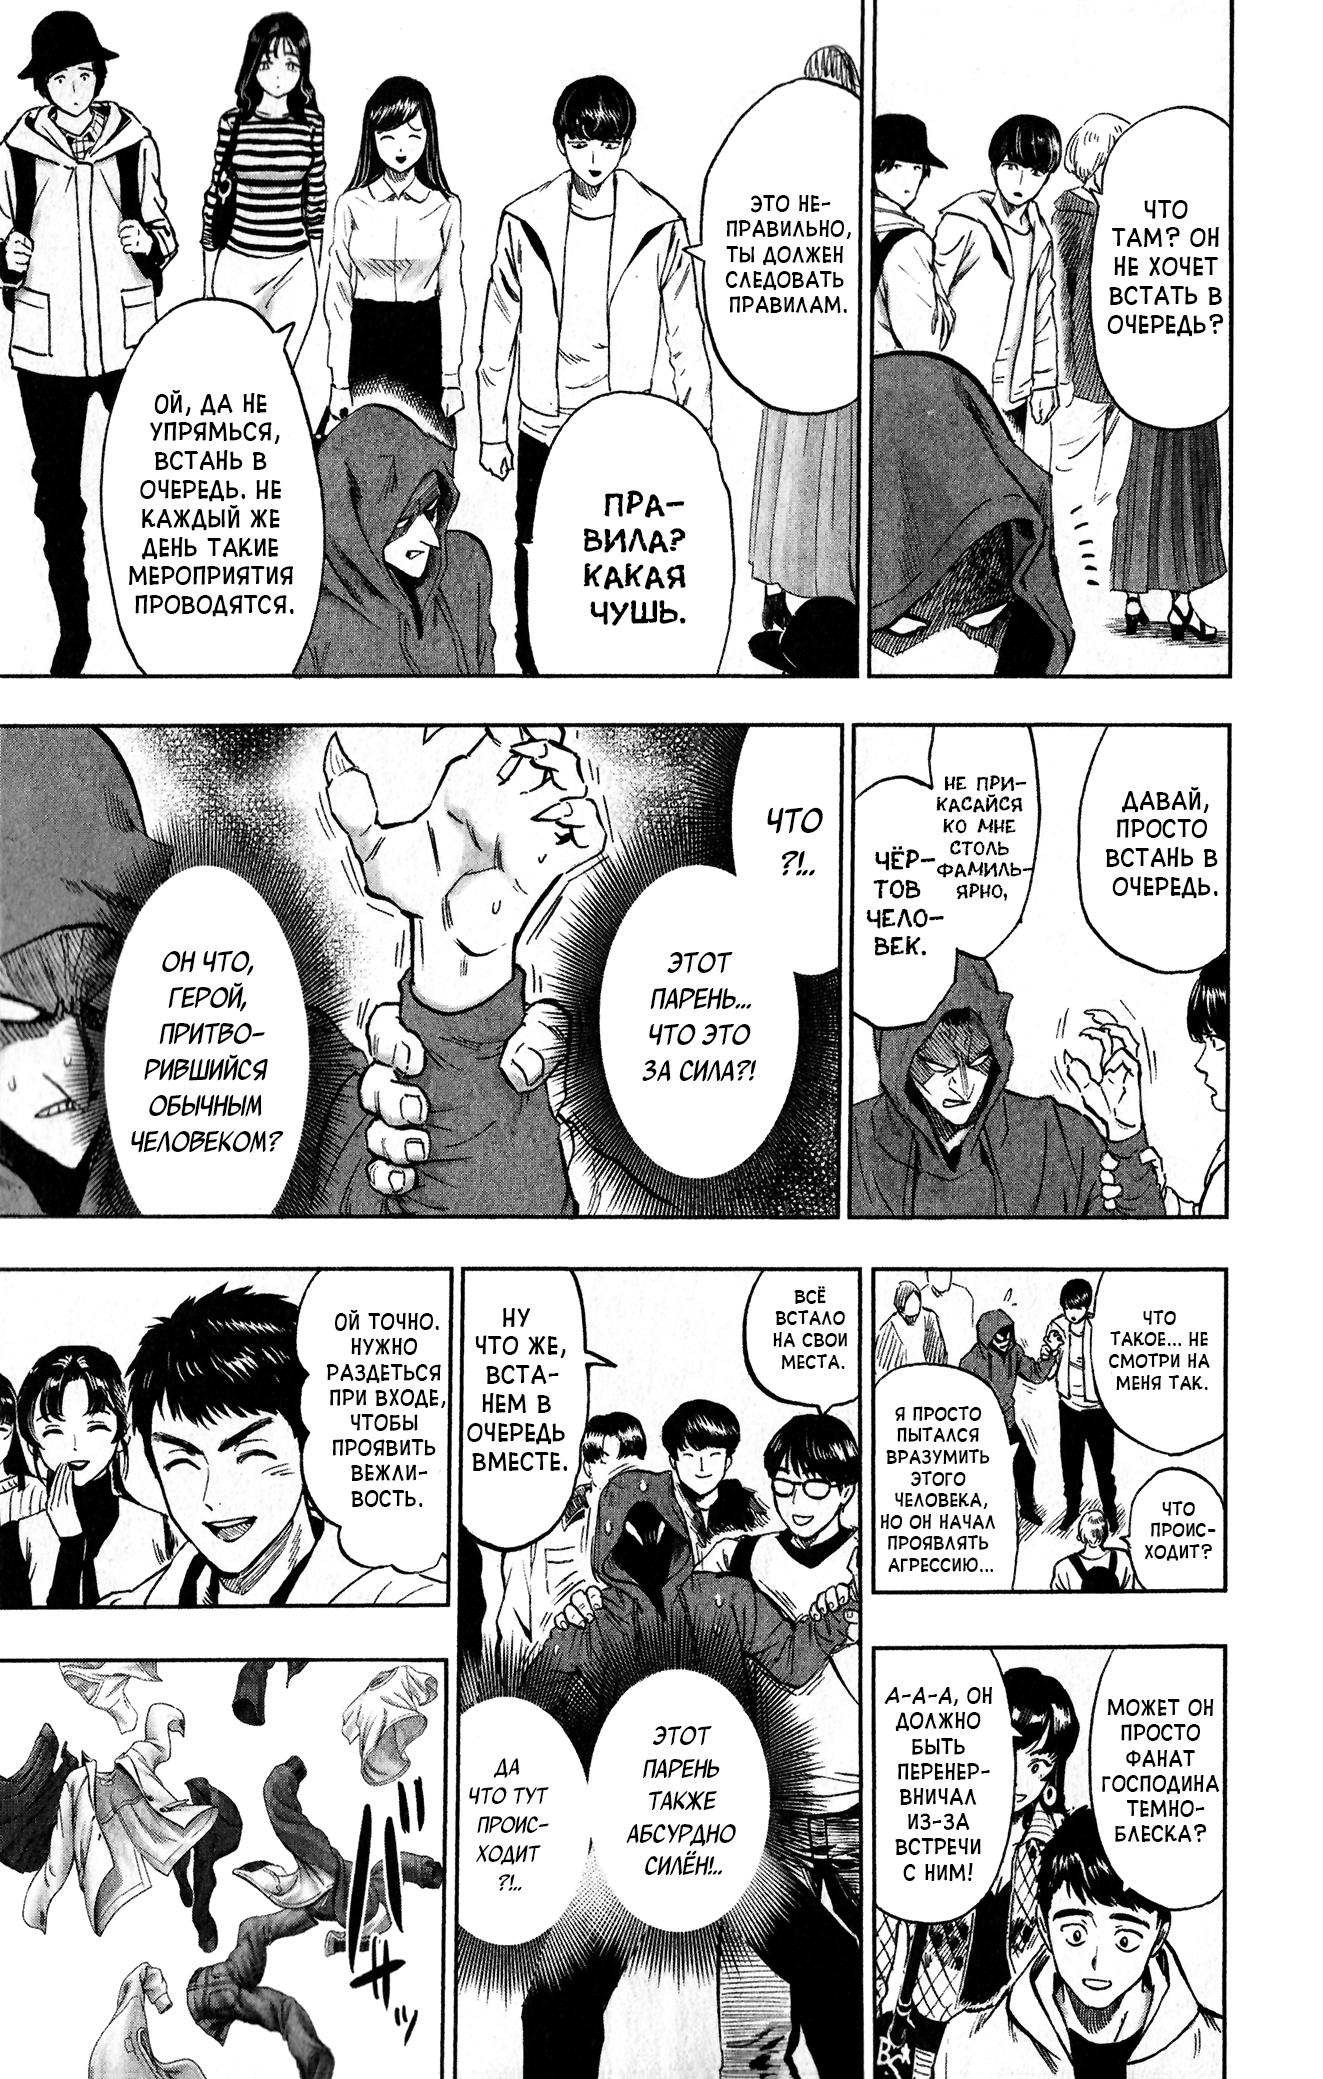 ЧТО
ТАМ? ОН
НЕ ХОЧЕТ
ВСТАТЬ В
ОЧЕРЕДЬ?
ЭТО НЕ-
ПРАВИЛЬНО,
ТЫ ДОЛЖЕН
СЛЕДОВАТЬ
ПРАВИЛАМ.
ПРА-
ВИЛА?
КАКАЯ
ЧУШЬ.
ОЙ, ДА НЕ
УПРЯМЬСЯ,
ВСТАНЬ В
ОЧЕРЕДЬ. НЕ
КАЖДЫЙ ЖЕ
ДЕНЬ ТАКИЕ
МЕРОПРИЯТИЯ
ПРОВОДЯТСЯ.
ДАВАЙ,
ПРОСТО
ВСТАНЬ В
ОЧЕРЕДЬ.
НЕ ПРИ-
КАСАЙСЯ
КО МНЕ
СТОЛЬ
ФАМИЛЬ-
ЯРНО,
ЧЁР-
ТОВ
ЧЕЛО-
ВЕК.
ЧТО
?!..
ЭТОТ
ПАРЕНЬ...
ЧТО ЭТО
ЗА СИЛА?!
ОН ЧТО,
ГЕРОЙ,
ПРИТВО-
РИВШИЙСЯ
ОБЫЧНЫМ
ЧЕЛОВЕКОМ?
ЧТО
ТАКОЕ... НЕ
СМОТРИ НА
МЕНЯ ТАК.
Я ПРОСТО
ПЫТАЛСЯ
ВРАЗУМИТЬ
ЭТОГО
ЧЕЛОВЕКА,
НО ОН НАЧАЛ
ПРОЯВЛЯТЬ
АГРЕССИЮ...
ЧТО
ПРОИС-
ХОДИТ?
МОЖЕТ ОН
ПРОСТО
ФАНАТ
ГОСПОДИНА
ТЕМНО-
БЛЕСКА?
А-А-А, ОН
ДОЛЖНО
БЫТЬ
ПЕРЕНЕР-
ВНИЧАЛ
ИЗ-ЗА
ВСТРЕЧИ
С НИМ!
ВСЁ
ВСТАЛО
НА СВОИ
МЕСТА.
НУ
ЧТО ЖЕ,
ВСТА-
НЕМ В
ОЧЕРЕДЬ
ВМЕСТЕ.
ЭТОТ
ПАРЕНЬ
ТАКЖЕ
АБСУРДНО
СИЛЁН!..
ДА
ЧТО ТУТ
ПРОИС-
ХОДИТ
?!..
ОЙ ТОЧНО.
НУЖНО
РАЗДЕТЬСЯ
ПРИ ВХОДЕ,
ЧТОБЫ
ПРОЯВИТЬ
ВЕЖЛИ-
ВОСТЬ.